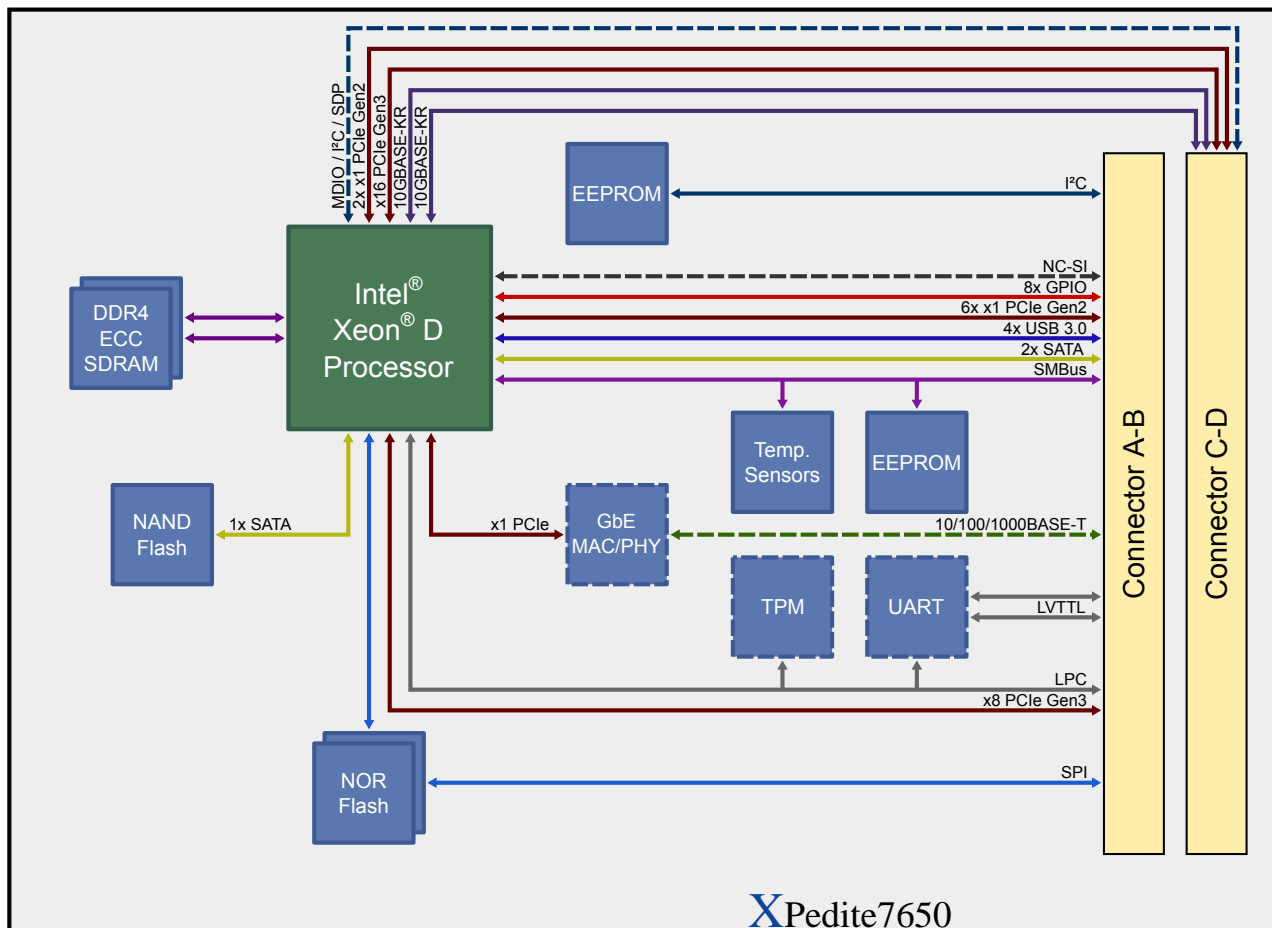 MDIO / I²C / SDP
2x x1 PCIe Gen2
x16 PCIe Gen3
10GBASE-KR
10GBASE-KR
EEPROM
I²C
Intel®
Xeon® D
Processor
DDR4
ECC
SDRAM
NC-SI
8x GPIO
6x x1 PCIe Gen2
4x USB 3.0
2x SATA
SMBus
Temp.
Sensors
EEPROM
NAND
Flash
1x SATA
x1 PCIe
GbE
MAC/PHY
10/100/1000BASE-T
TPM
UART
LVTTL
LPC
x8 PCIe Gen3
NOR
Flash
SPI
Connector A-B
Connector C-D
XPedite7650